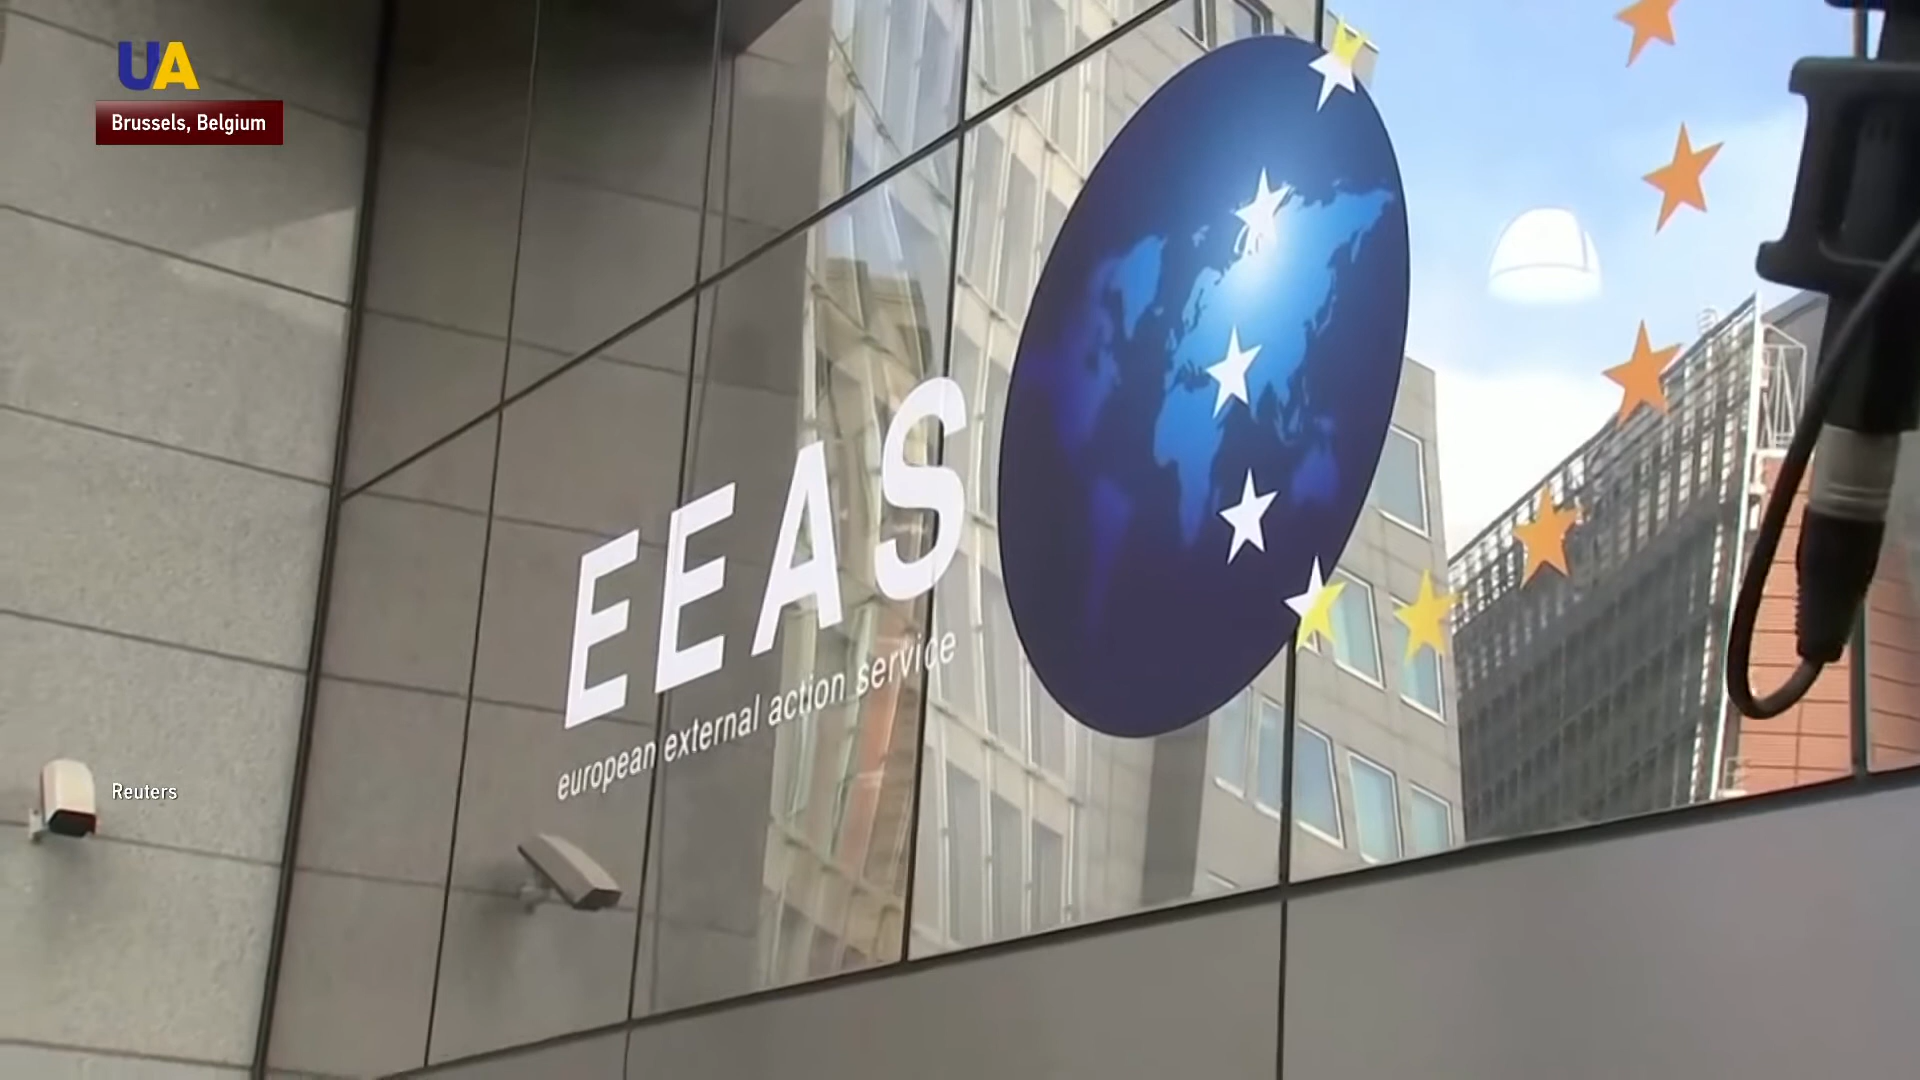 UA
Brussels, Belgium
EEAS
european external action service
Reuters